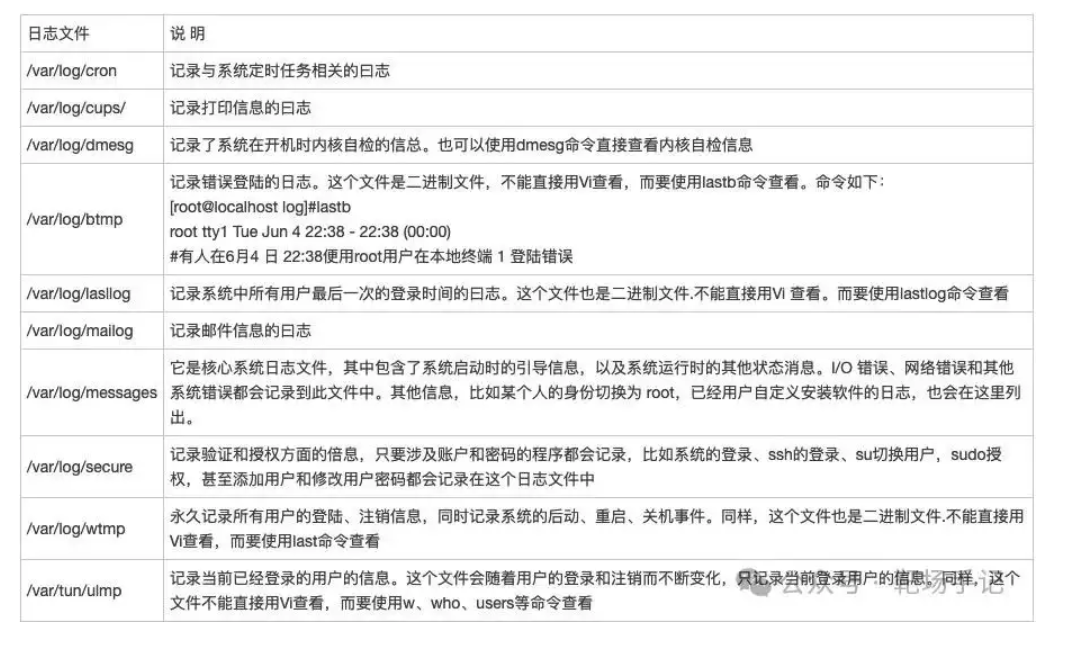 日志文件
说 明
/var/log/cron
记录与系统定时任务相关的曰志
/var/log/cups/
记录打印信息的曰志
/var/log/dmesg
记录了系统在开机时内核自检的信总。也可以使用dmesg命令直接查看内核自检信息
/var/log/btmp
记录错误登陆的日志。这个文件是二进制文件，不能直接用Vi查看，而要使用lastb命令查看。命令如下：
[root@localhost log]#lastb
root tty1 Tue Jun 4 22:38 - 22:38 (00:00)
#有人在6月4 日 22:38便用root用户在本地终端 1 登陆错误
/var/log/lasllog
记录系统中所有用户最后一次的登录时间的曰志。这个文件也是二进制文件.不能直接用Vi 查看。而要使用lastlog命令查看
/var/log/mailog
记录邮件信息的曰志
/var/log/messages
它是核心系统日志文件，其中包含了系统启动时的引导信息，以及系统运行时的其他状态消息。I/O 错误、网络错误和其他
系统错误都会记录到此文件中。其他信息，比如某个人的身份切换为 root，已经用户自定义安装软件的日志，也会在这里列
出。
/var/log/secure
记录验证和授权方面的倍息，只要涉及账户和密码的程序都会记录，比如系统的登录、ssh的登录、su切换用户，sudo授
权，甚至添加用户和修改用户密码都会记录在这个日志文件中
/var/log/wtmp
永久记录所有用户的登陆、注销信息，同时记录系统的后动、重启、关机事件。同样，这个文件也是二进制文件.不能直接用
Vi查看，而要使用last命令查看
/var/tun/ulmp
记录当前已经登录的用户的信息。这个文件会随着用户的登录和注销而不断变化，只记录当前登录用户的信息。同样，这个
文件不能直接用Vi查看，而要使用w、who、users等命令查看
公众号 · 靶场手记